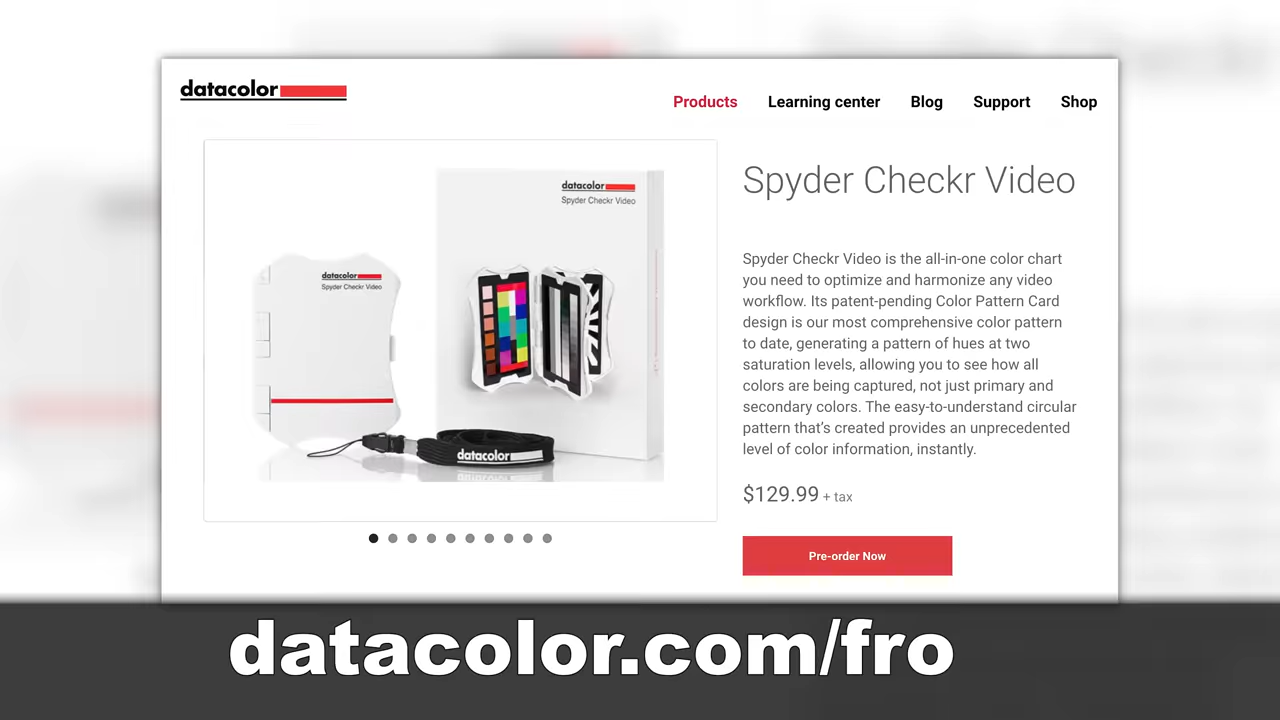 datacolor
Products Learning center Blog Support Shop
datacolor
Spyder Checkr Video
datacolor
Spyder Checkr Video
datacolor
Spyder Checkr Video
Spyder Checkr Video is the all-in-one color chart
you need to optimize and harmonize any video
workflow. Its patent-pending Color Pattern Card
design is our most comprehensive color pattern
to date, generating a pattern of hues at two
saturation levels, allowing you to see how all
colors are being captured, not just primary and
secondary colors. The easy-to-understand circular
pattern that’s created provides an unprecedented
level of color information, instantly.
$129.99 + tax
Pre-order Now
datacolor.com/fro